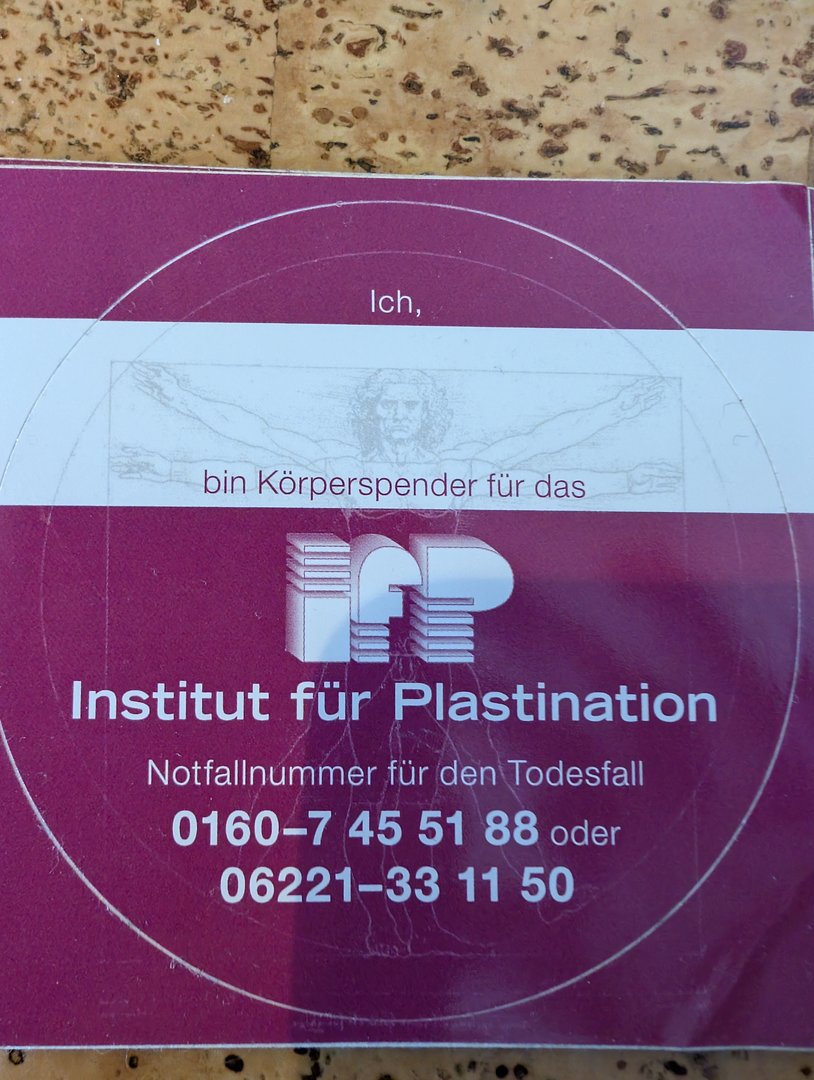 Ich,
bin Körperspender für das
IfP
Institut für Plastination
Notfallnummer für den Todesfall
0160–7 45 51 88 oder
06221–33 11 50